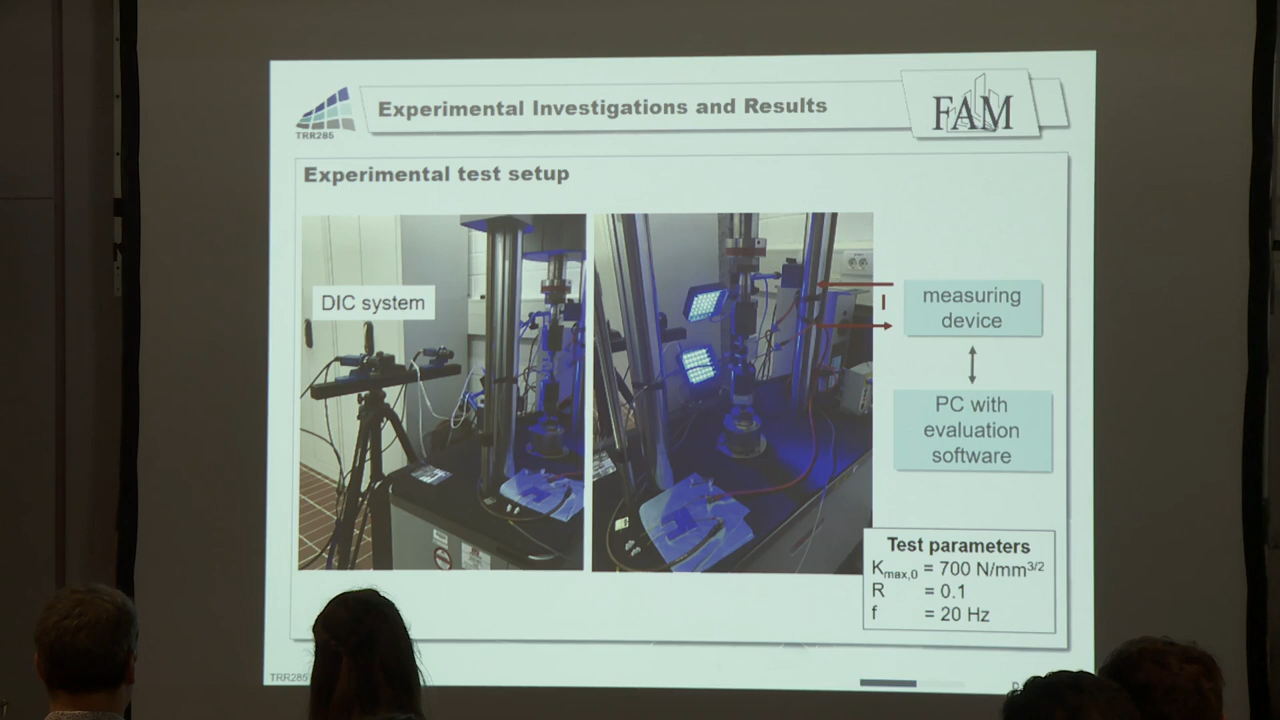 TRR285
Experimental Investigations and Results
FAM
Experimental test setup
DIC system
I
measuring
device
PC with
evaluation
software
Test parameters
Kmax,0 = 700 N/mm3/2
R = 0.1
f = 20 Hz
TRR285